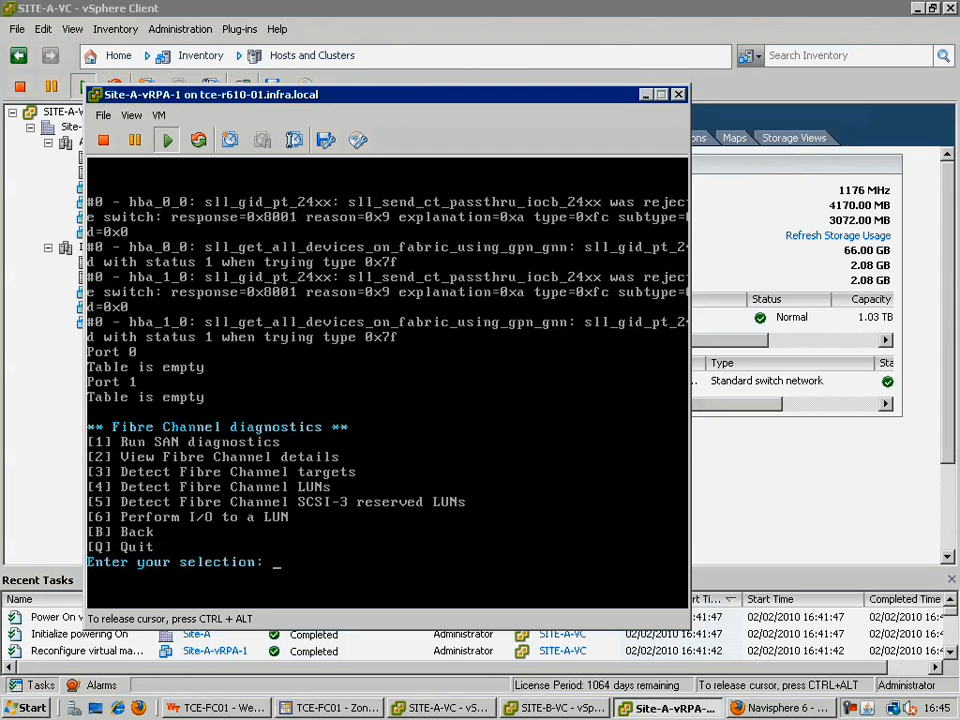 SITE-A-VC - vSphere Client
File Edit View Inventory Administration Plug-ins Help
Home Inventory Hosts and Clusters Search Inventory
Site-A-vRPA-1 on tce-r610-01.infra.local
File View VM
SITE-A-V
Site-
A
I
ons Maps Storage Views
1176 MHz
4170.00 MB
3072.00 MB
Refresh Storage Usage
66.00 GB
2.08 GB
2.08 GB
Status Capacity
Normal 1.03 TB
Type Sta
Standard switch network
#0 - hba_0_0: sll_gid_pt_24xx: sll_send_ct_passthru_iocb_24xx was reject
e switch: response=0x8001 reason=0x9 explanation=0xa type=0xfc subtype=
d=0x0
#0 - hba_0_0: sll_get_all_devices_on_fabric_using_gpn_gnn: sll_gid_pt_24
d with status 1 when trying type 0x7f
#0 - hba_1_0: sll_gid_pt_24xx: sll_send_ct_passthru_iocb_24xx was reject
e switch: response=0x8001 reason=0x9 explanation=0xa type=0xfc subtype=
d=0x0
#0 - hba_1_0: sll_get_all_devices_on_fabric_using_gpn_gnn: sll_gid_pt_24
d with status 1 when trying type 0x7f
Port 0
Table is empty
Port 1
Table is empty
** Fibre Channel diagnostics **
[1] Run SAN diagnostics
[2] View Fibre Channel details
[3] Detect Fibre Channel targets
[4] Detect Fibre Channel LUNs
[5] Detect Fibre Channel SCSI-3 reserved LUNs
[6] Perform I/O to a LUN
[B] Back
[Q] Quit
Enter your selection: _
To release cursor, press CTRL + ALT
Recent Tasks
Name rt Ti... Start Time Completed Time
Power On v 02/02/2010 16:41:47 02/02/2010 16:41:47
Initialize powering On Site-A Completed Administrator SITE-A-VC 02/02/2010 16:41:47 02/02/2010 16:41:47
Reconfigure virtual ma... Site-A-vRPA-1 Completed Administrator SITE-A-VC 02/02/2010 16:41:42 02/02/2010 16:41:44
Tasks Alarms License Period: 1064 days remaining To release cursor, press CTRL+ALT Administrator
Start TCE-FC01 - We... TCE-FC01 - Zon... SITE-A-VC - vS... SITE-B-VC - vSp... Site-A-vRPA-... Navisphere 6 - ... 16:45